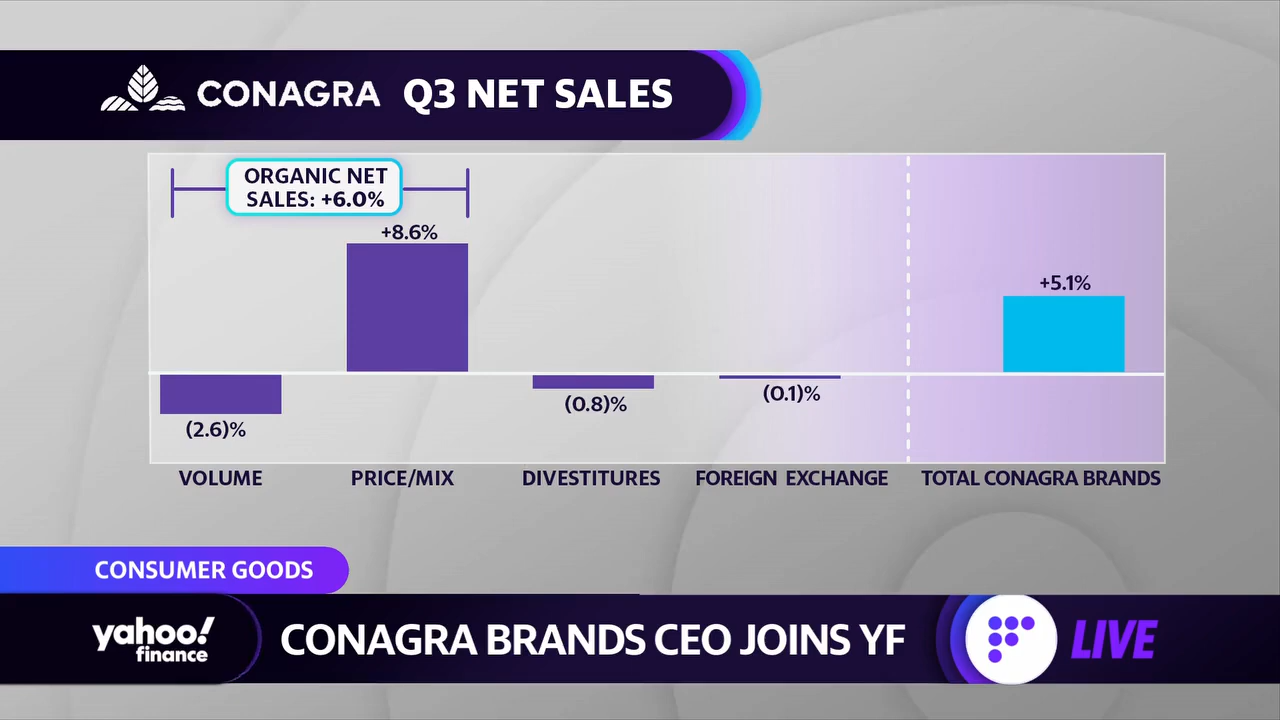 CONAGRA Q3 NET SALES
ORGANIC NET
SALES: +6.0%
+8.6%
+5.1%
(2.6)%
(0.8)%
(0.1)%
VOLUME
PRICE/MIX
DIVESTITURES
FOREIGN EXCHANGE
TOTAL CONAGRA BRANDS
CONSUMER GOODS
yahoo!
finance
CONAGRA BRANDS CEO JOINS YF
LIVE